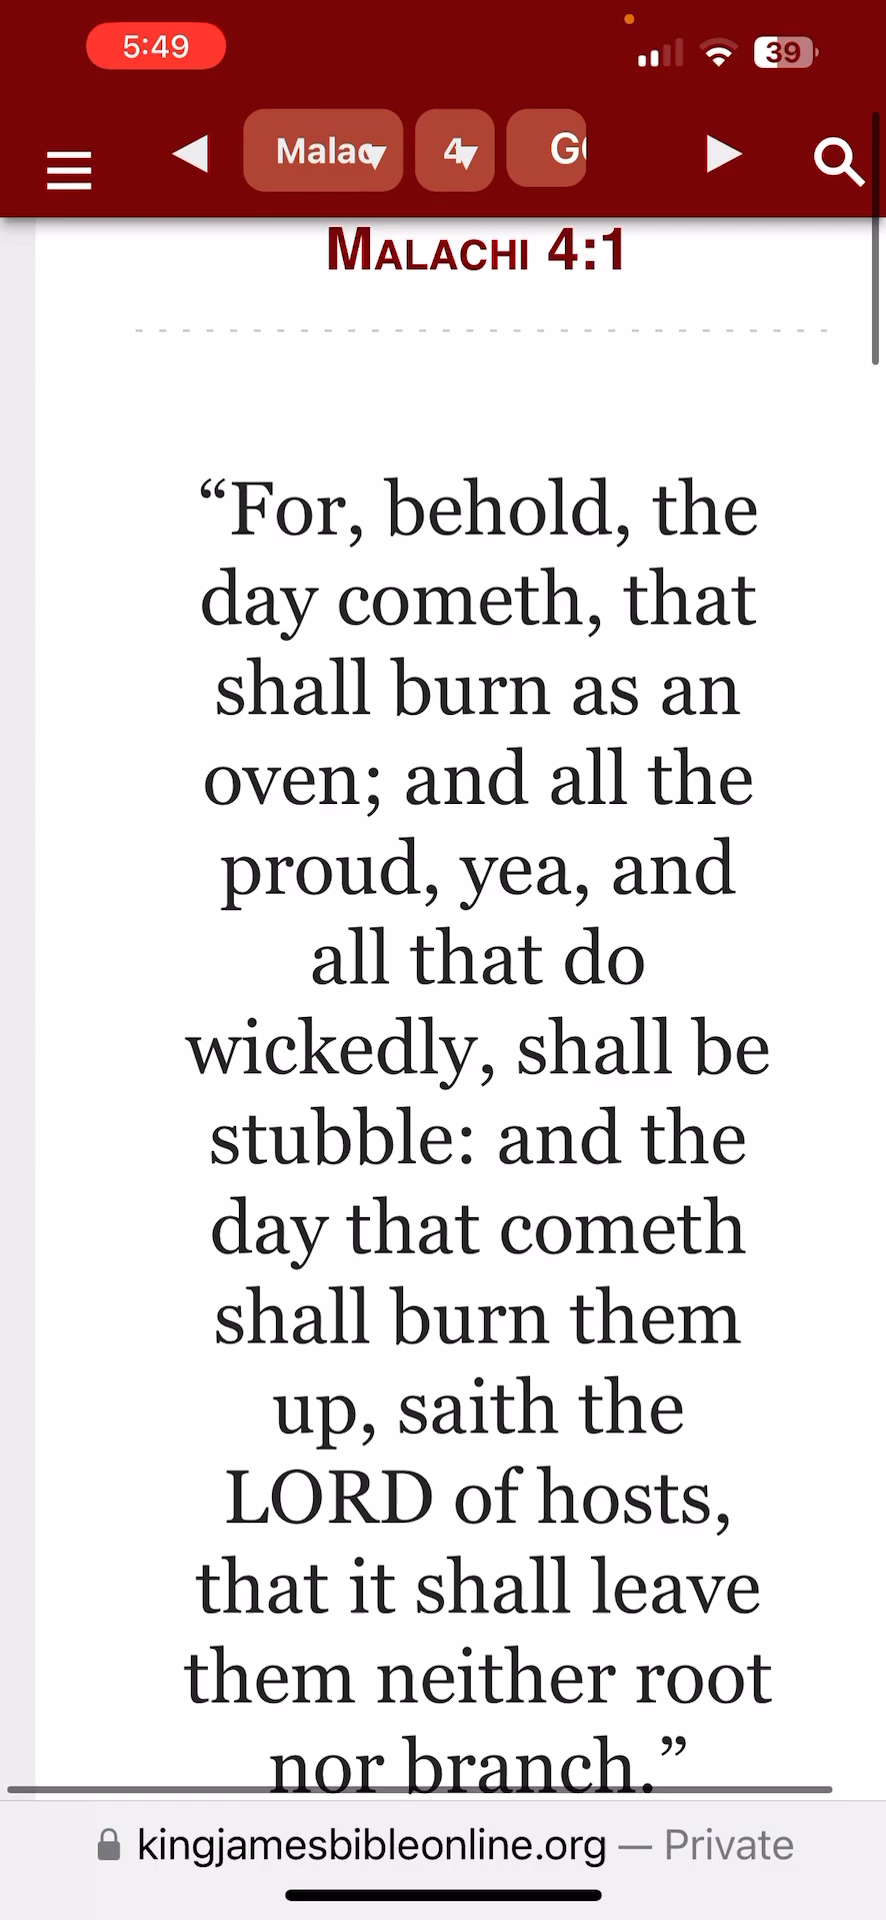 5:49
39
Malac
4
G
MALACHI 4:1
“For, behold, the
day cometh, that
shall burn as an
oven; and all the
proud, yea, and
all that do
wickedly, shall be
stubble: and the
day that cometh
shall burn them
up, saith the
LORD of hosts,
that it shall leave
them neither root
nor branch.”
kingjamesbibleonline.org — Private